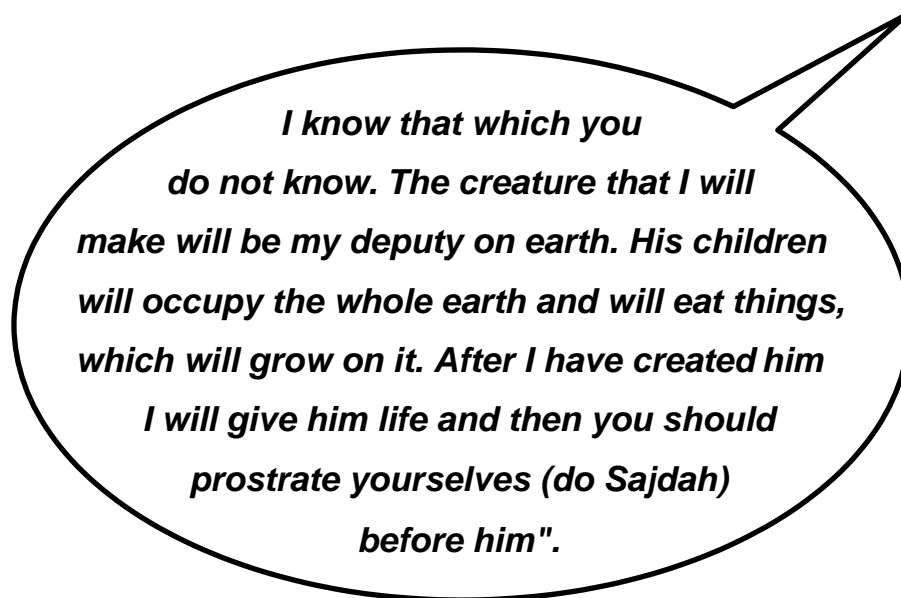 I know that which you
do not know. The creature that I will
make will be my deputy on earth. His children
will occupy the whole earth and will eat things,
which will grow on it. After I have created him
I will give him life and then you should
prostrate yourselves (do Sajdah)
before him".